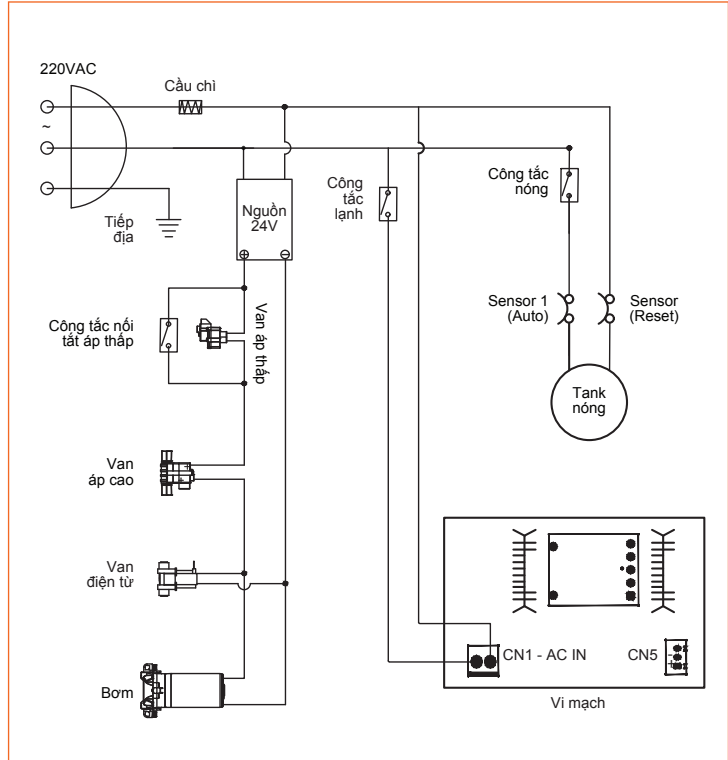 220VAC
Cầu chì
~
Tiếp
địa
Nguồn
24V
Công
tắc
lạnh
Công tắc
nóng
Công tắc nối
tắt áp thấp
Van áp thấp
Sensor 1
(Auto)
Sensor
(Reset)
Tank
nóng
Van
áp cao
Van
điện từ
Bơm
CN1 - AC IN
CN5
Vi mạch